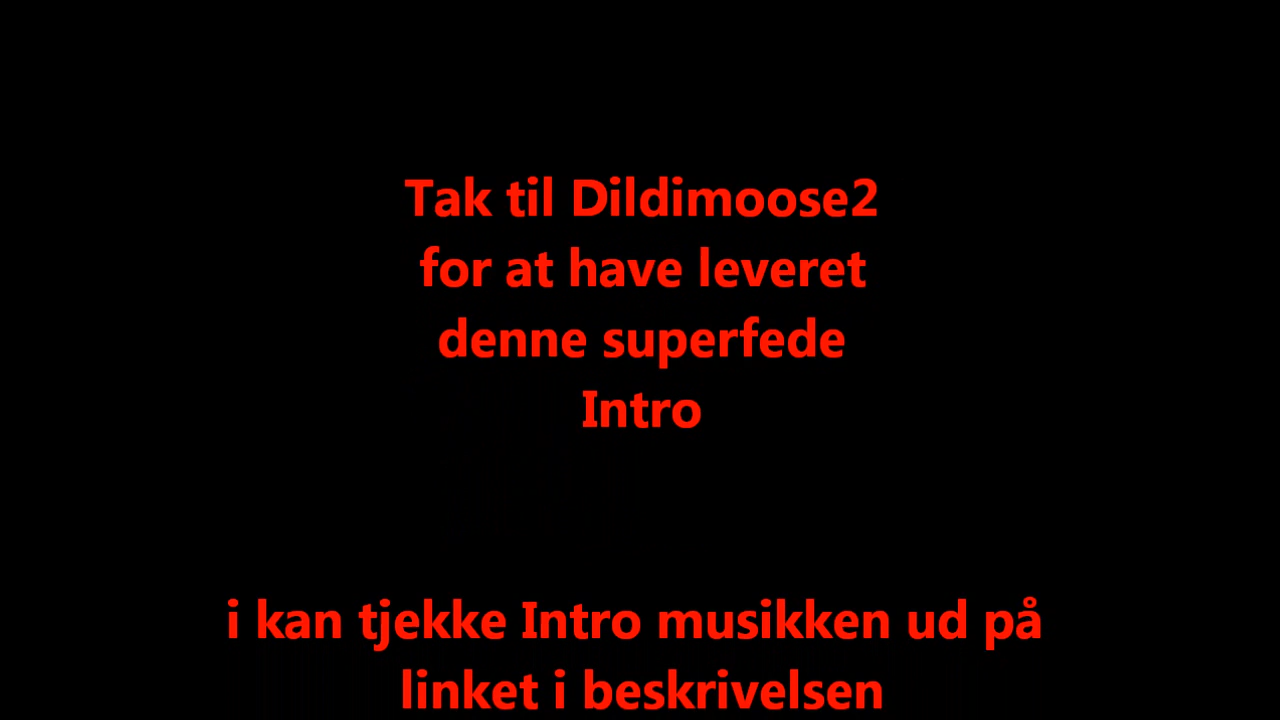 Tak til Dildimoose2
for at have leveret
denne superfede
Intro
i kan tjekke Intro musikken ud på
linket i beskrivelsen